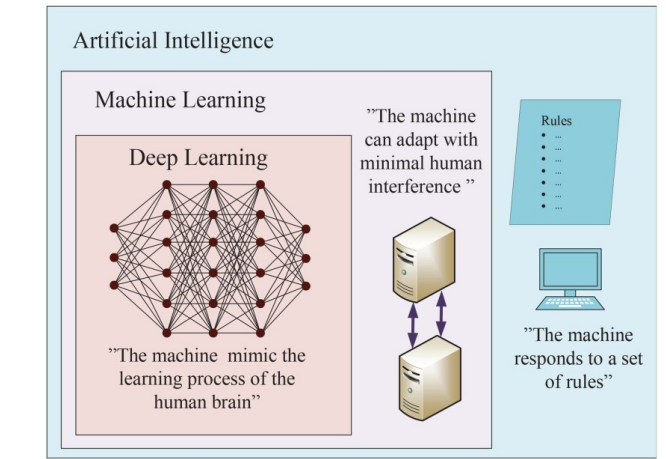 Artificial Intelligence
Machine Learning
Deep Learning
”The machine mimic the
learning process of the
human brain”
”The machine
can adapt with
minimal human
interference ”
Rules
• ...
• ...
• ...
• ...
• ...
• ...
• ...
”The machine
responds to a set
of rules”